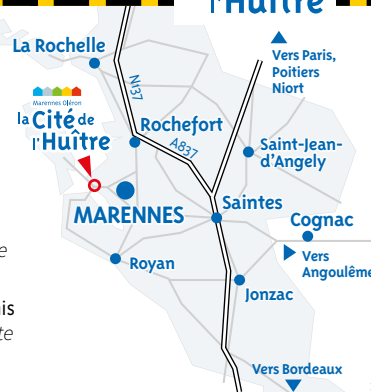 l'Huître
La Rochelle
N137
Vers Paris,
Poitiers
Niort
Marennes Oléron
la Cité de
l'Huître
Rochefort
A837
Saint-Jean-
d'Angely
MARENNES
Saintes
Cognac
Vers
Angoulême
Royan
Jonzac
Vers Bordeaux